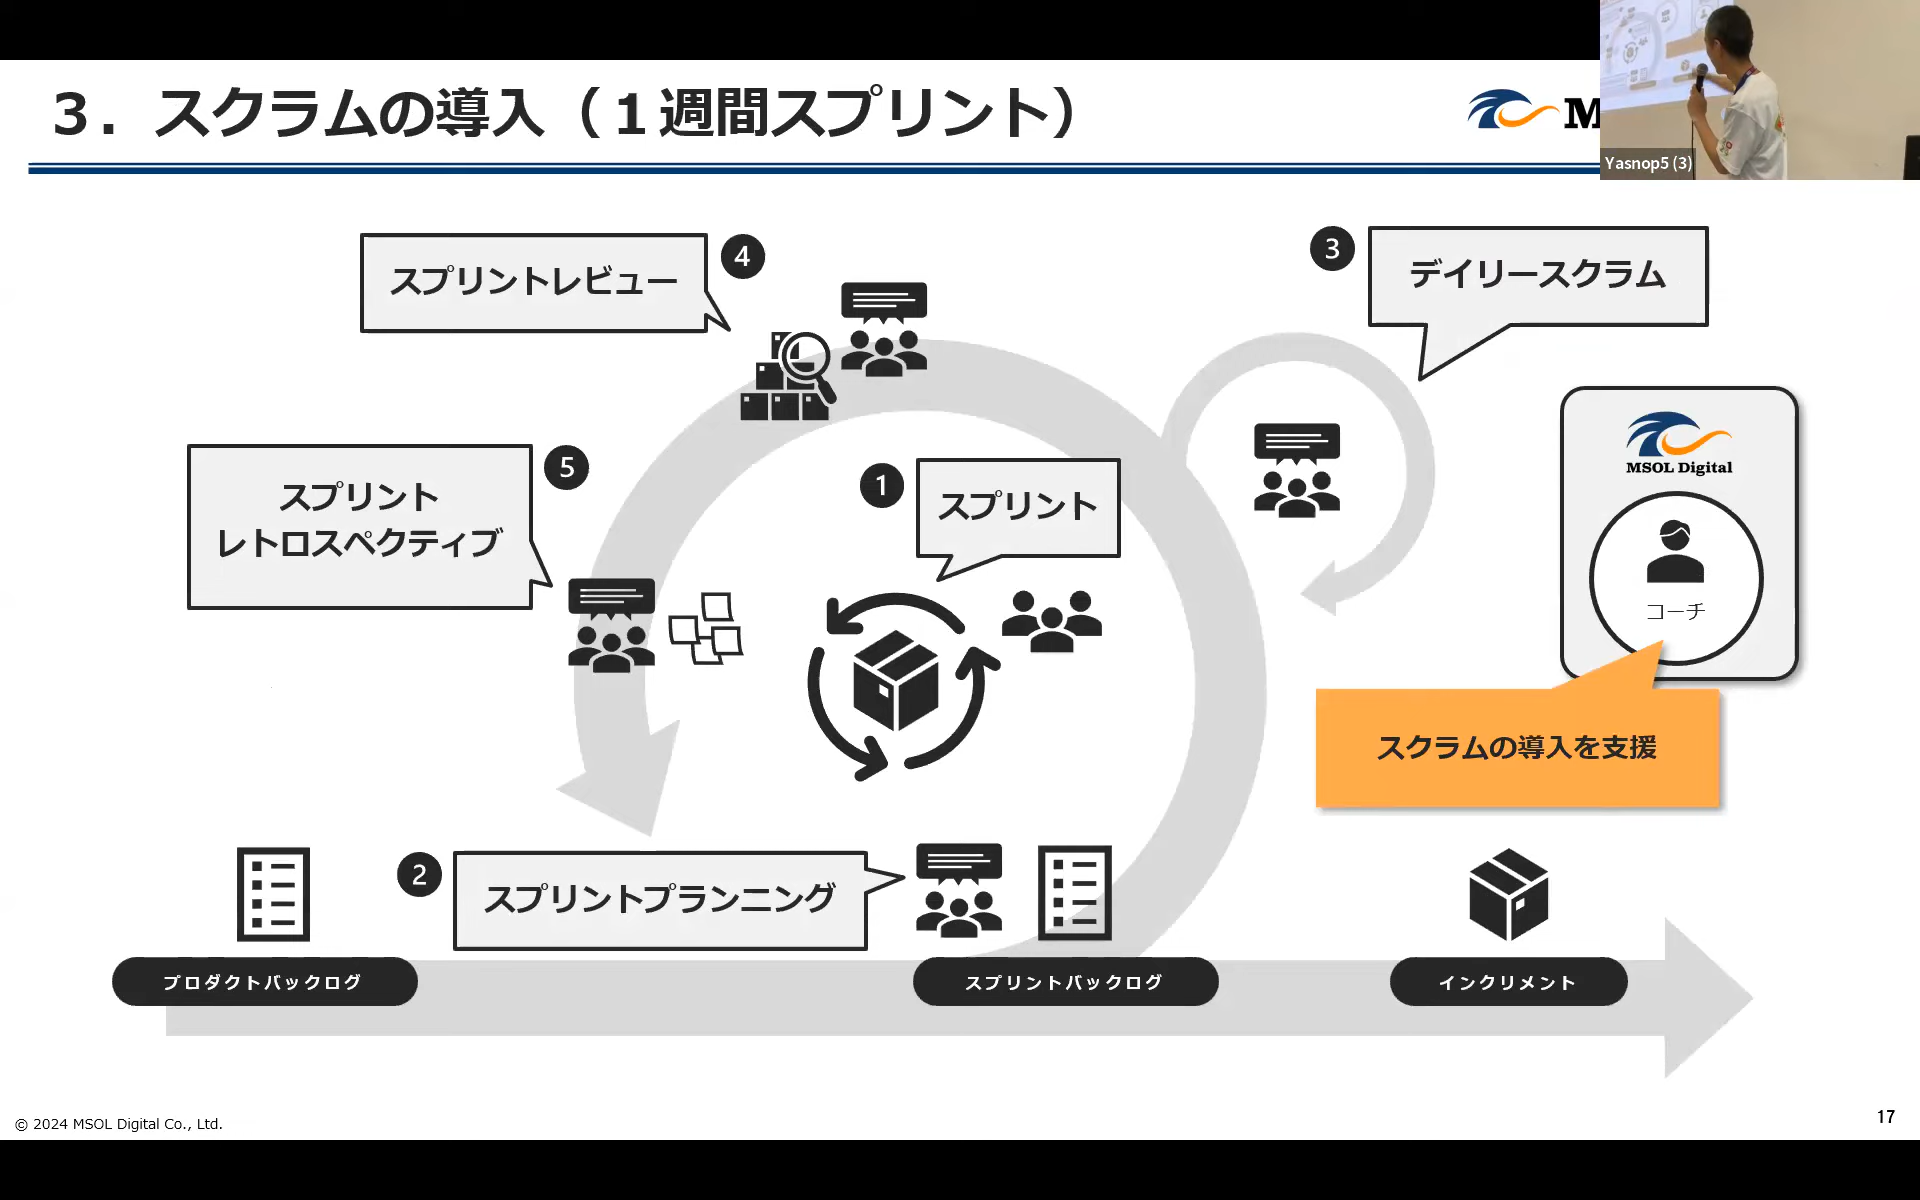 3．スクラムの導入（１週間スプリント）
M
Yasnop5 (3)
スプリントレビュー
4
3
デイリースクラム
スプリント
レトロスペクティブ
5
1
スプリント
MSOL Digital
コーチ
スクラムの導入を支援
2
スプリントプランニング
プロダクトバックログ
スプリントバックログ
インクリメント
© 2024 MSOL Digital Co., Ltd.
17